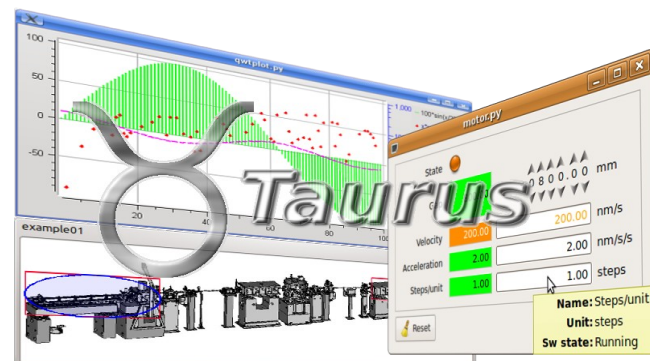 qwtplot.py
100
50
0
-50
20
40
60
80
Taurus
example01
motor.py
State
0800.00 mm
Velocity 200.00 200.00 nm/s
Acceleration 2.00 2.00 nm/s/s
Steps/unit 1.00 1.00 steps
Reset
Name: Steps/unit
Unit: steps
Sw state: Running